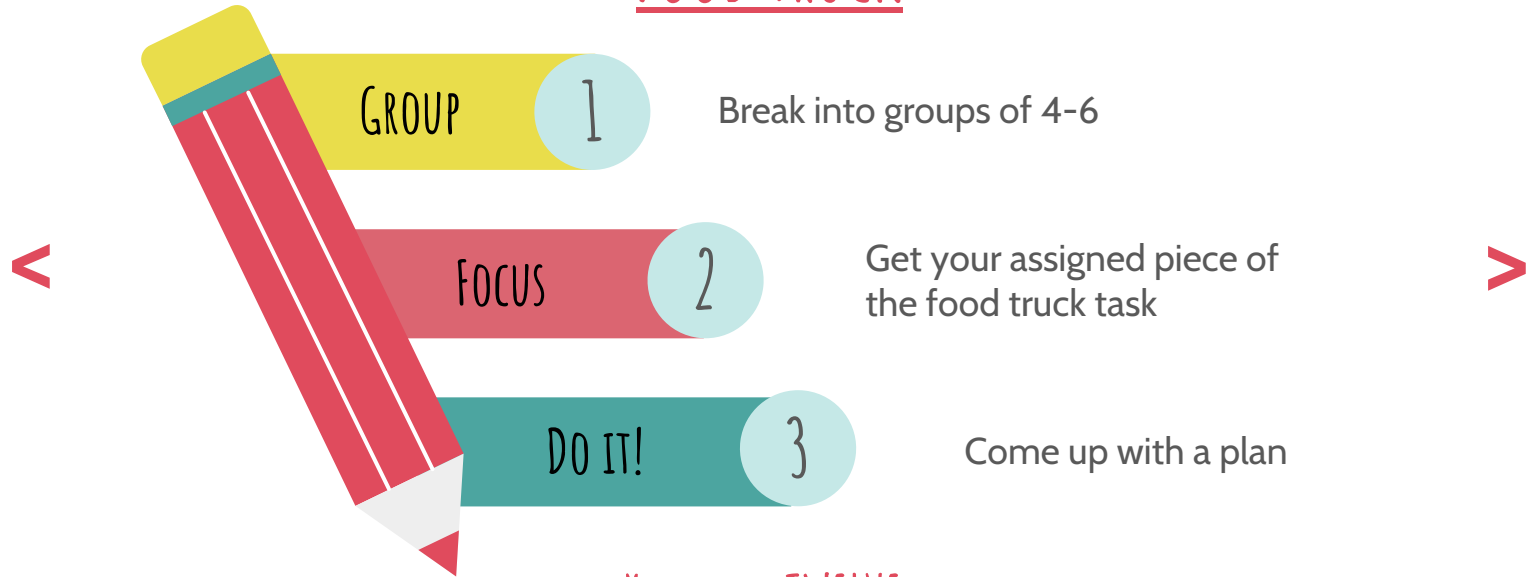 Group 1 Break into groups of 4-6
< >
Focus 2 Get your assigned piece of
the food truck task
Do it! 3 Come up with a plan